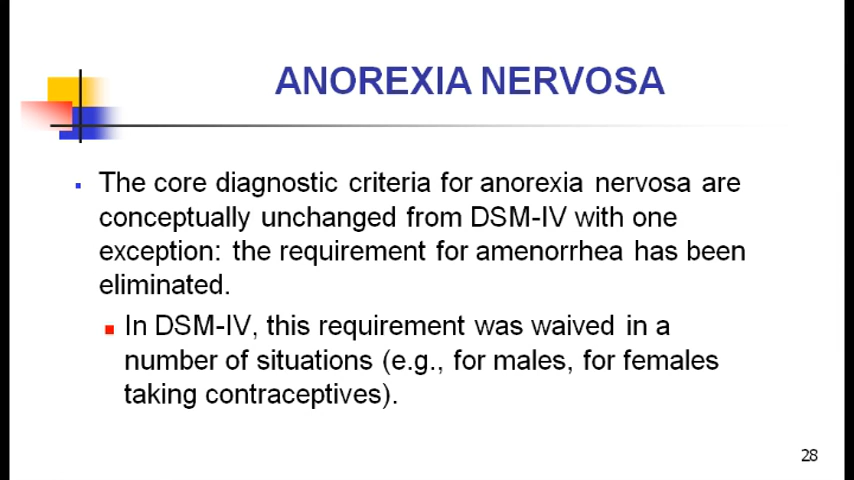 ANOREXIA NERVOSA
The core diagnostic criteria for anorexia nervosa are
conceptually unchanged from DSM-IV with one
exception: the requirement for amenorrhea has been
eliminated.
In DSM-IV, this requirement was waived in a
number of situations (e.g., for males, for females
taking contraceptives).
28